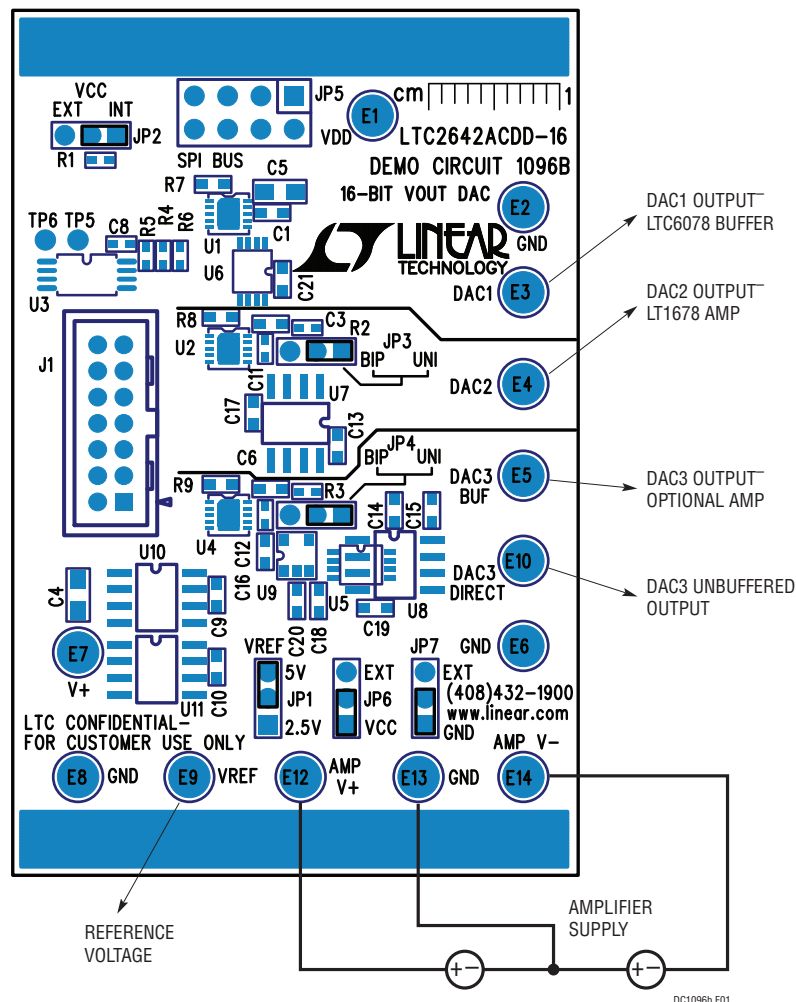 VCC
EXT INT
JP2
R1
JP5
SPI BUS
VDD
E1
cm 1
LTC2642ACDD-16
DEMO CIRCUIT 1096B
16-BIT VOUT DAC
R7
C5
C1
U1
U6
C21
TP6 TP5
C8
R5
R4
R6
U3
LINEAR
TECHNOLOGY
E2
GND
DAC1
E3
DAC1 OUTPUT–
LTC6078 BUFFER
R8
C3
R2
JP3
BIP UNI
U2
C11
U7
C17
C13
C6
DAC2
E4
DAC2 OUTPUT–
LT1678 AMP
J1
JP4
BIP UNI
R9
R3
U4
C12
C16
U9
C14
C15
U5
U8
C20
C18
C19
DAC3
BUF
E5
DAC3 OUTPUT–
OPTIONAL AMP
DAC3
DIRECT
E10
DAC3 UNBUFFERED
OUTPUT
U10
C4
C9
C10
U11
E7
V+
GND
E6
VREF
5V
JP1
2.5V
EXT
JP6
VCC
JP7
EXT
GND
(408)432-1900
www.linear.com
LTC CONFIDENTIAL-
FOR CUSTOMER USE ONLY
E8 GND
E9 VREF
E12 AMP
V+
E13 GND
AMP V-
E14
REFERENCE
VOLTAGE
AMPLIFIER
SUPPLY
+ −
+ −
DC1096b F01